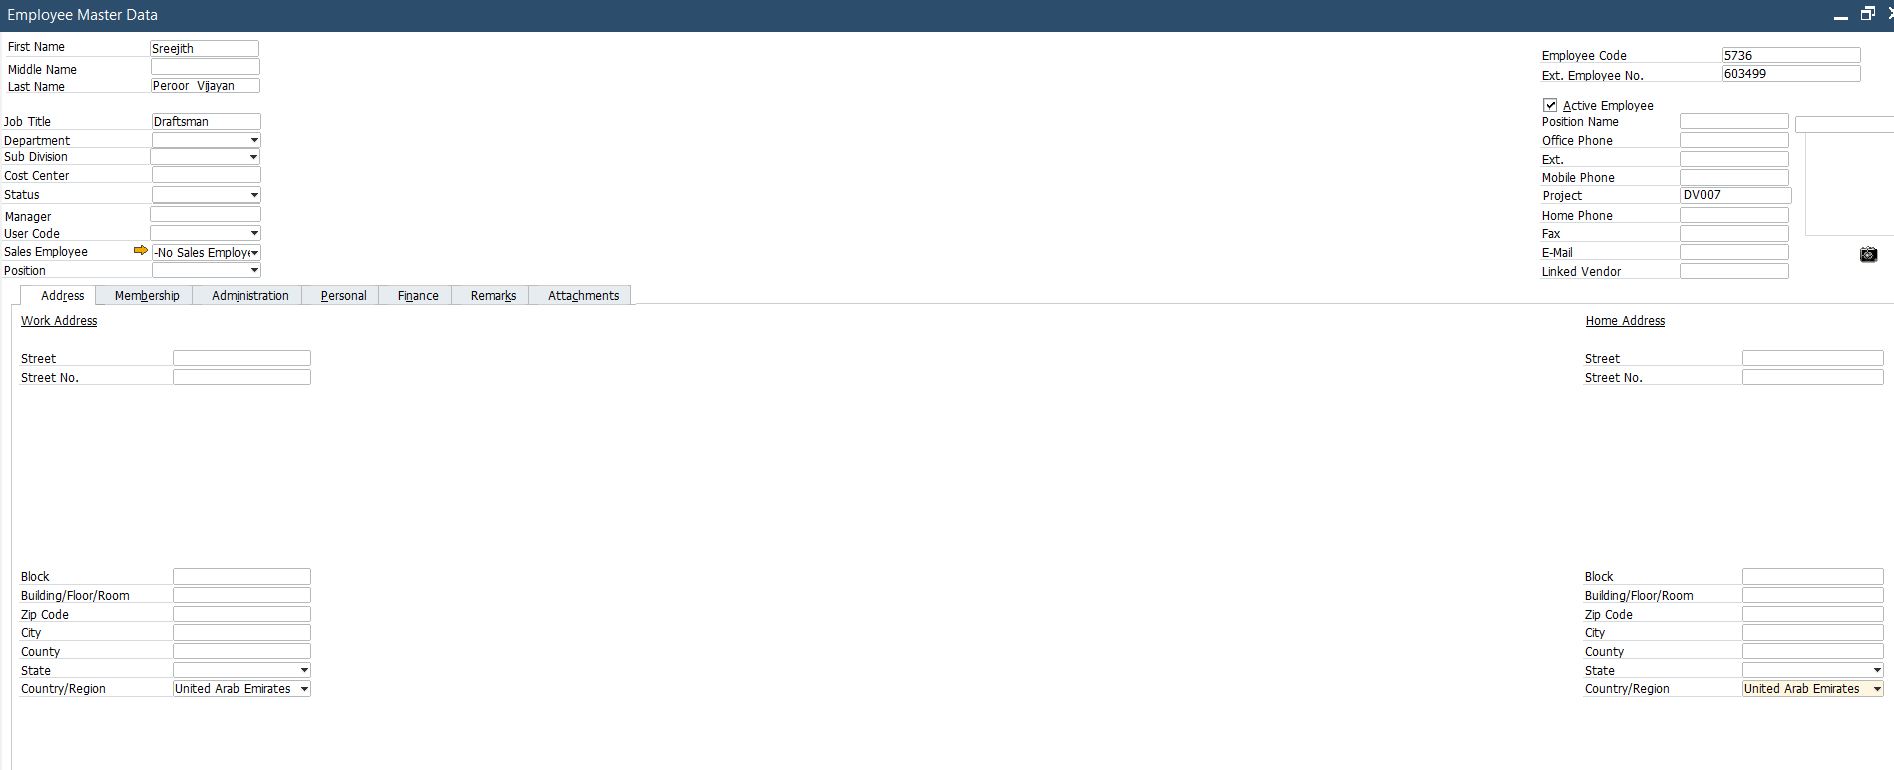 Employee Master Data
First Name Sreejith
Middle Name
Last Name Peroor Vijayan
Job Title Draftsman
Department
Sub Division
Cost Center
Status
Manager
User Code
Sales Employee -No Sales Employe
Position
Employee Code 5736
Ext. Employee No. 603499
Active Employee
Position Name
Office Phone
Ext.
Mobile Phone
Project DV007
Home Phone
Fax
E-Mail
Linked Vendor
Address Membership Administration Personal Finance Remarks Attachments
Work Address
Street
Street No.
Block
Building/Floor/Room
Zip Code
City
County
State
Country/Region United Arab Emirates
Home Address
Street
Street No.
Block
Building/Floor/Room
Zip Code
City
County
State
Country/Region United Arab Emirates